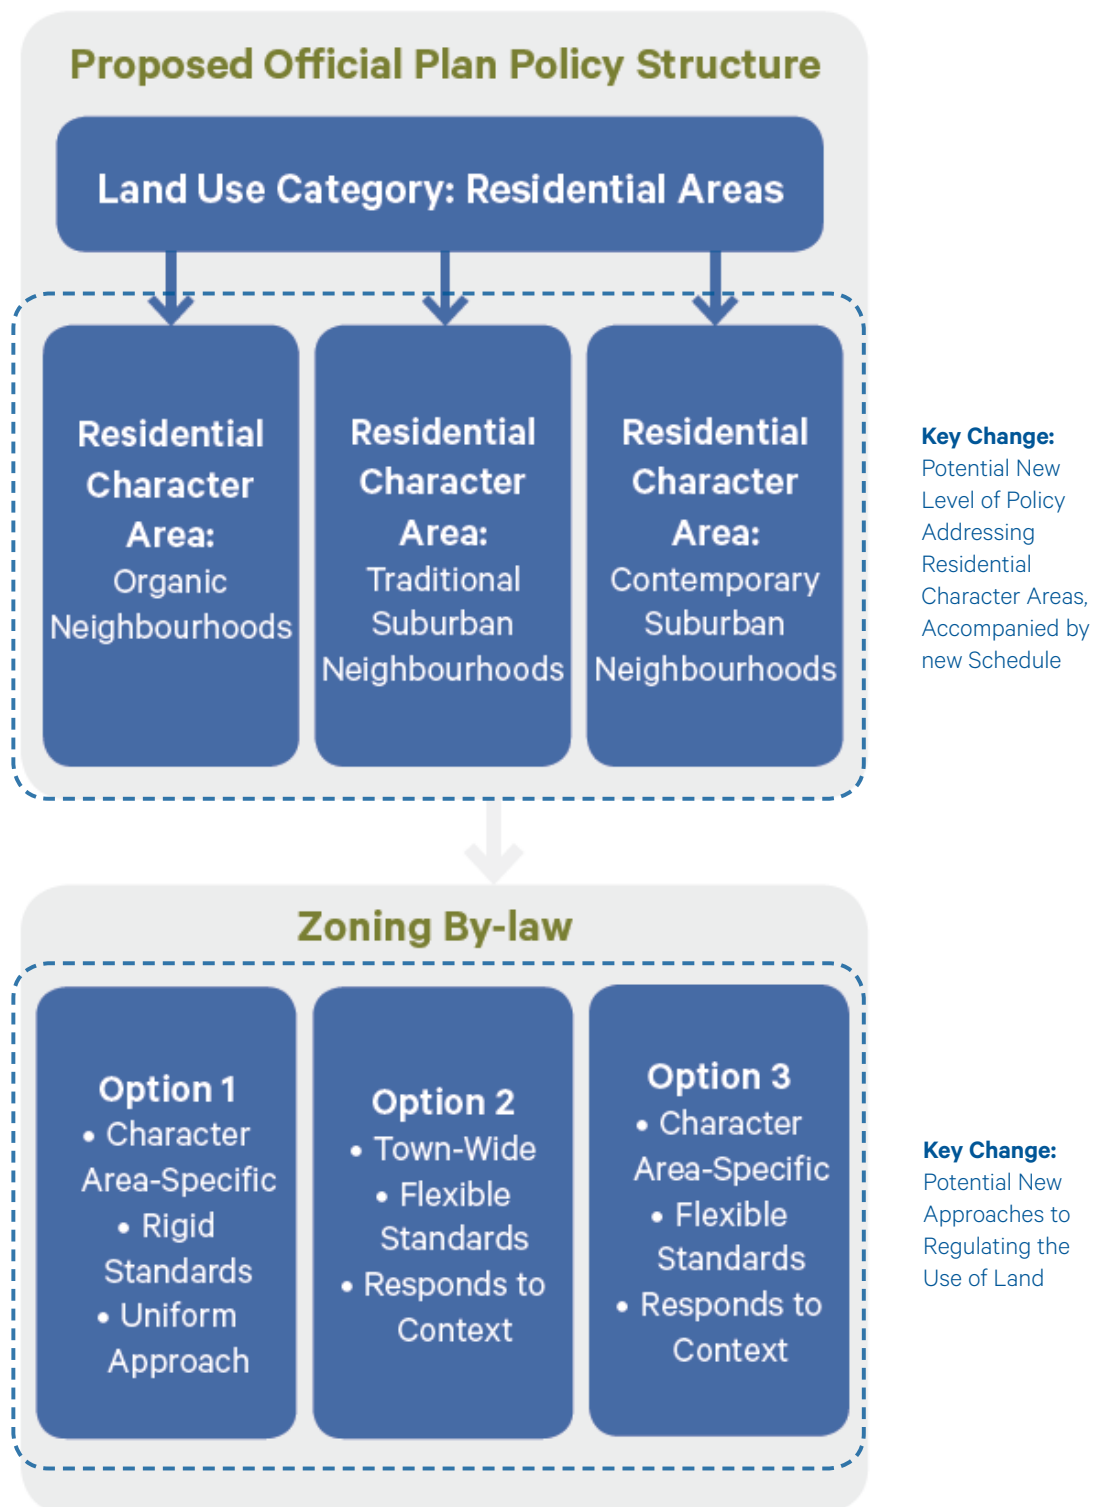 Proposed Official Plan Policy Structure
Land Use Category: Residential Areas
Residential
Character
Area:
Organic
Neighbourhoods
Residential
Character
Area:
Traditional
Suburban
Neighbourhoods
Residential
Character
Area:
Contemporary
Suburban
Neighbourhoods
Key Change:
Potential New
Level of Policy
Addressing
Residential
Character Areas,
Accompanied by
new Schedule
Zoning By-law
Option 1
• Character
Area-Specific
• Rigid
Standards
• Uniform
Approach
Option 2
• Town-Wide
• Flexible
Standards
• Responds to
Context
Option 3
• Character
Area-Specific
• Flexible
Standards
• Responds to
Context
Key Change:
Potential New
Approaches to
Regulating the
Use of Land